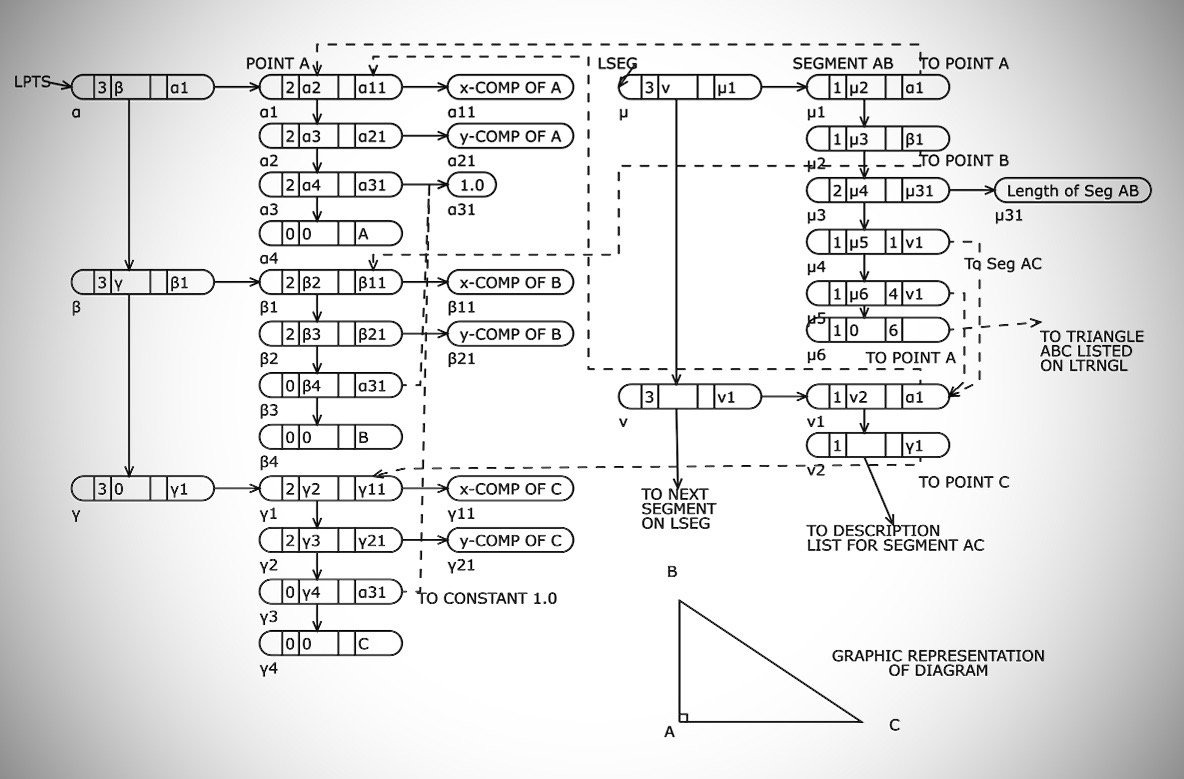 POINT A LSEG SEGMENT AB TO POINT A
LPTS 3 β α1 2 α2 α11 x-COMP OF A 3 ν μ1 1 μ2 α1
α α1 α11 μ μ1
2 α3 α21 y-COMP OF A 1 μ3 β1
α2 α21 μ2 TO POINT B
2 α4 α31 1.0 2 μ4 μ31 Length of Seg AB
α3 α31 μ3 μ31
0 0 A 1 μ5 1 ν1
α4 μ4 To Seg AC
3 γ β1 2 β2 β11 x-COMP OF B 1 μ6 4 ν1
β β1 β11 μ5
2 β3 β21 y-COMP OF B 1 0 6
β2 β21 μ6 TO POINT A
TO TRIANGLE
ABC LISTED
ON LTRNGL
0 β4 α31 3 ν1 1 ν2 α1
β3 ν ν1
0 0 B 1 γ1
β4 ν2 TO POINT C
3 0 γ1 2 γ2 γ11 x-COMP OF C
γ γ1 γ11
TO NEXT
SEGMENT
ON LSEG
TO DESCRIPTION
LIST FOR SEGMENT AC
2 γ3 γ21 y-COMP OF C
γ2 γ21
0 γ4 α31 TO CONSTANT 1.0
γ3
0 0 C
γ4
B
GRAPHIC REPRESENTATION
OF DIAGRAM
A C